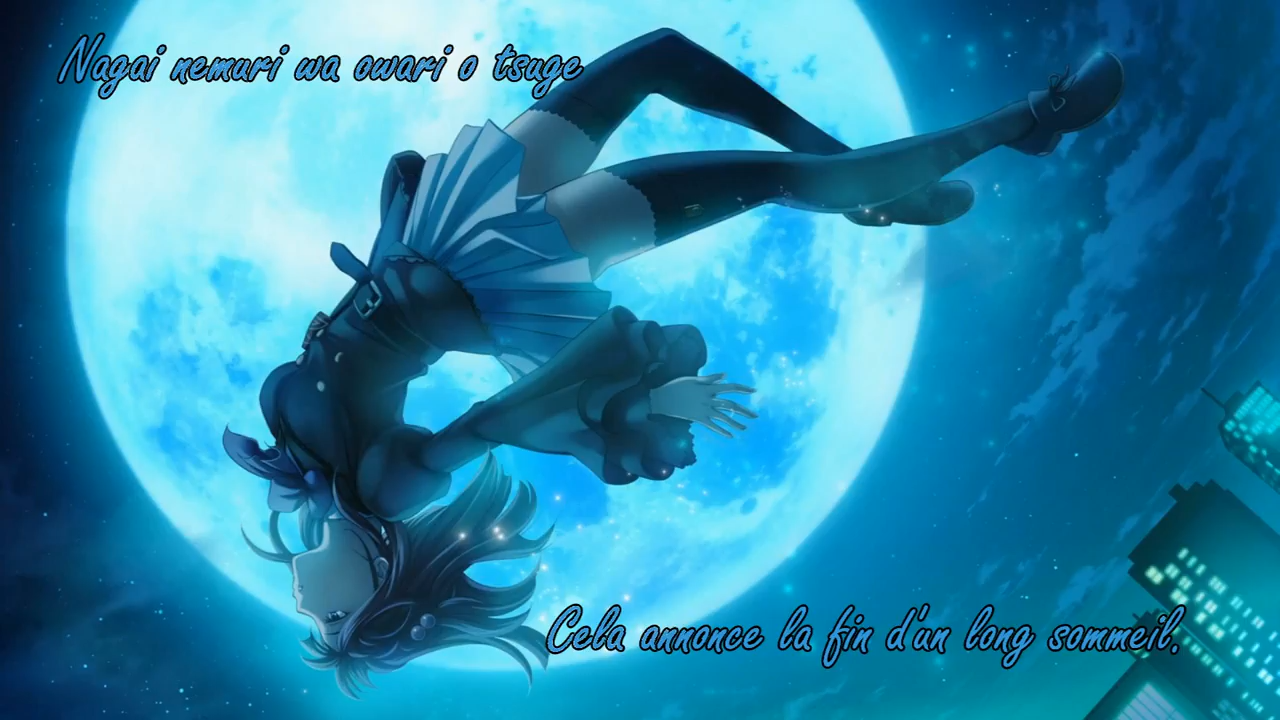 Nagai nemuri wa owari o tsuge
Cela annonce la fin d'un long sommeil.